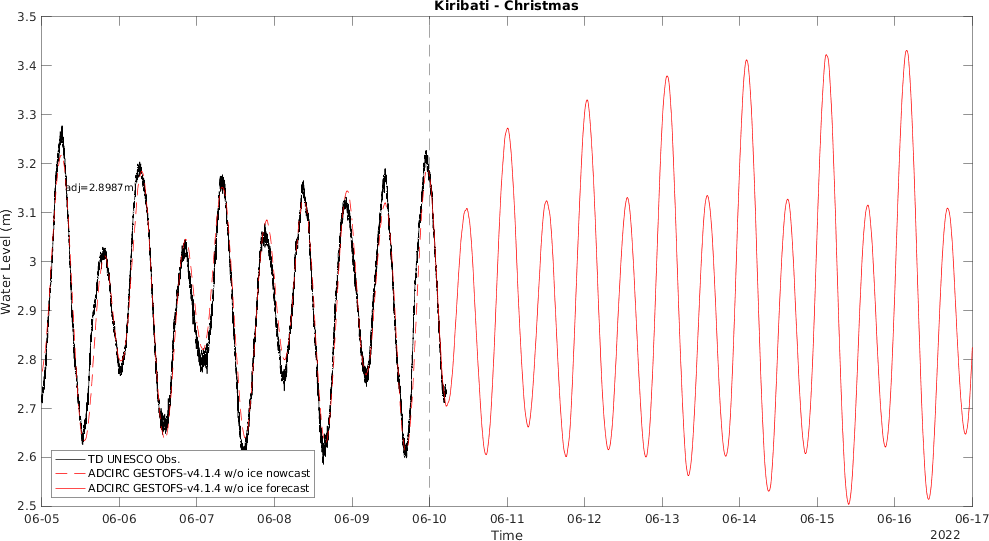 Kiribati - Christmas
3.5
3.4
3.3
3.2
3.1
3
2.9
2.8
2.7
2.6
2.5
Water Level (m)
adj=2.8987m
TD UNESCO Obs.
ADCIRC GESTOFS-v4.1.4 w/o ice nowcast
ADCIRC GESTOFS-v4.1.4 w/o ice forecast
06-05 06-06 06-07 06-08 06-09 06-10 06-11 06-12 06-13 06-14 06-15 06-16 06-17
Time
2022